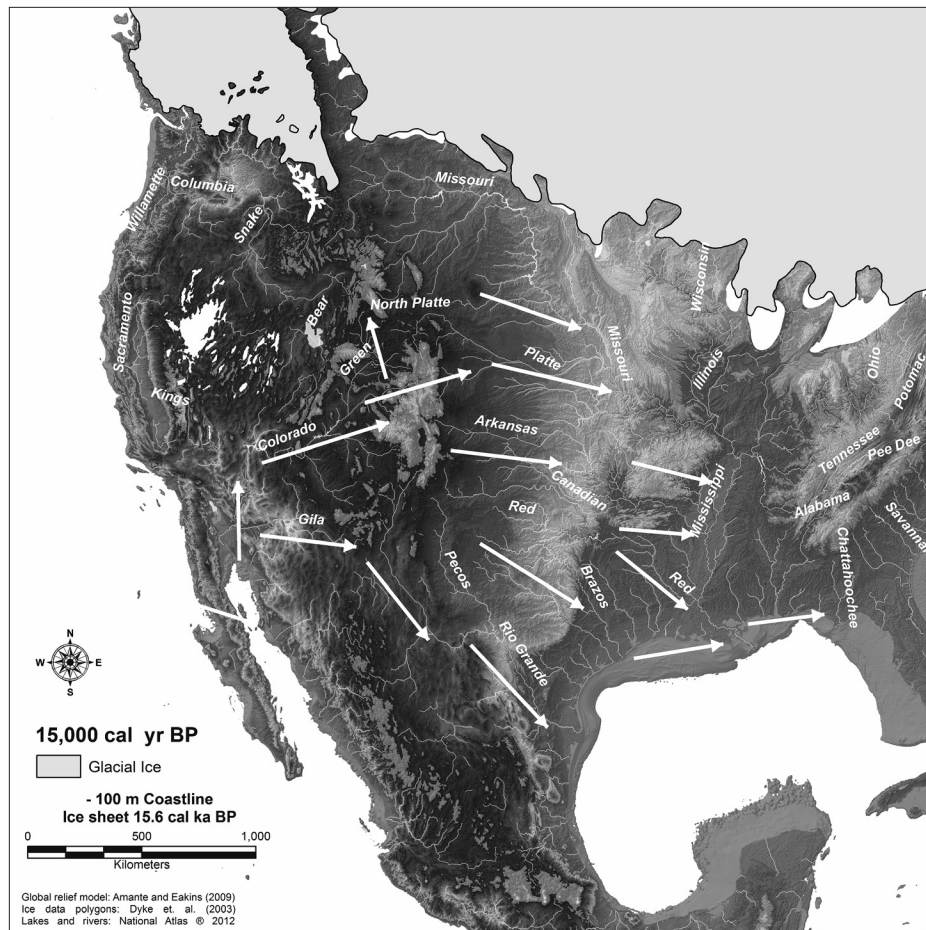 Missouri
Columbia
Willamette
Snake
Wisconsin
Sacramento
Bear
North Platte
Green
Platte
Missouri
Illinois
Ohio
Potomac
Kings
Colorado
Arkansas
Tennessee
Pee Dee
Canadian
Mississippi
Alabama
Gila
Red
Savanna
Pecos
Brazos
Red
Chattahoochee
Rio Grande
N
W E
S
15,000 cal yr BP
Glacial Ice
- 100 m Coastline
Ice sheet 15.6 cal ka BP
0 500 1,000
Kilometers
Global relief model: Amante and Eakins (2009)
Ice data polygons: Dyke et. al. (2003)
Lakes and rivers: National Atlas ® 2012